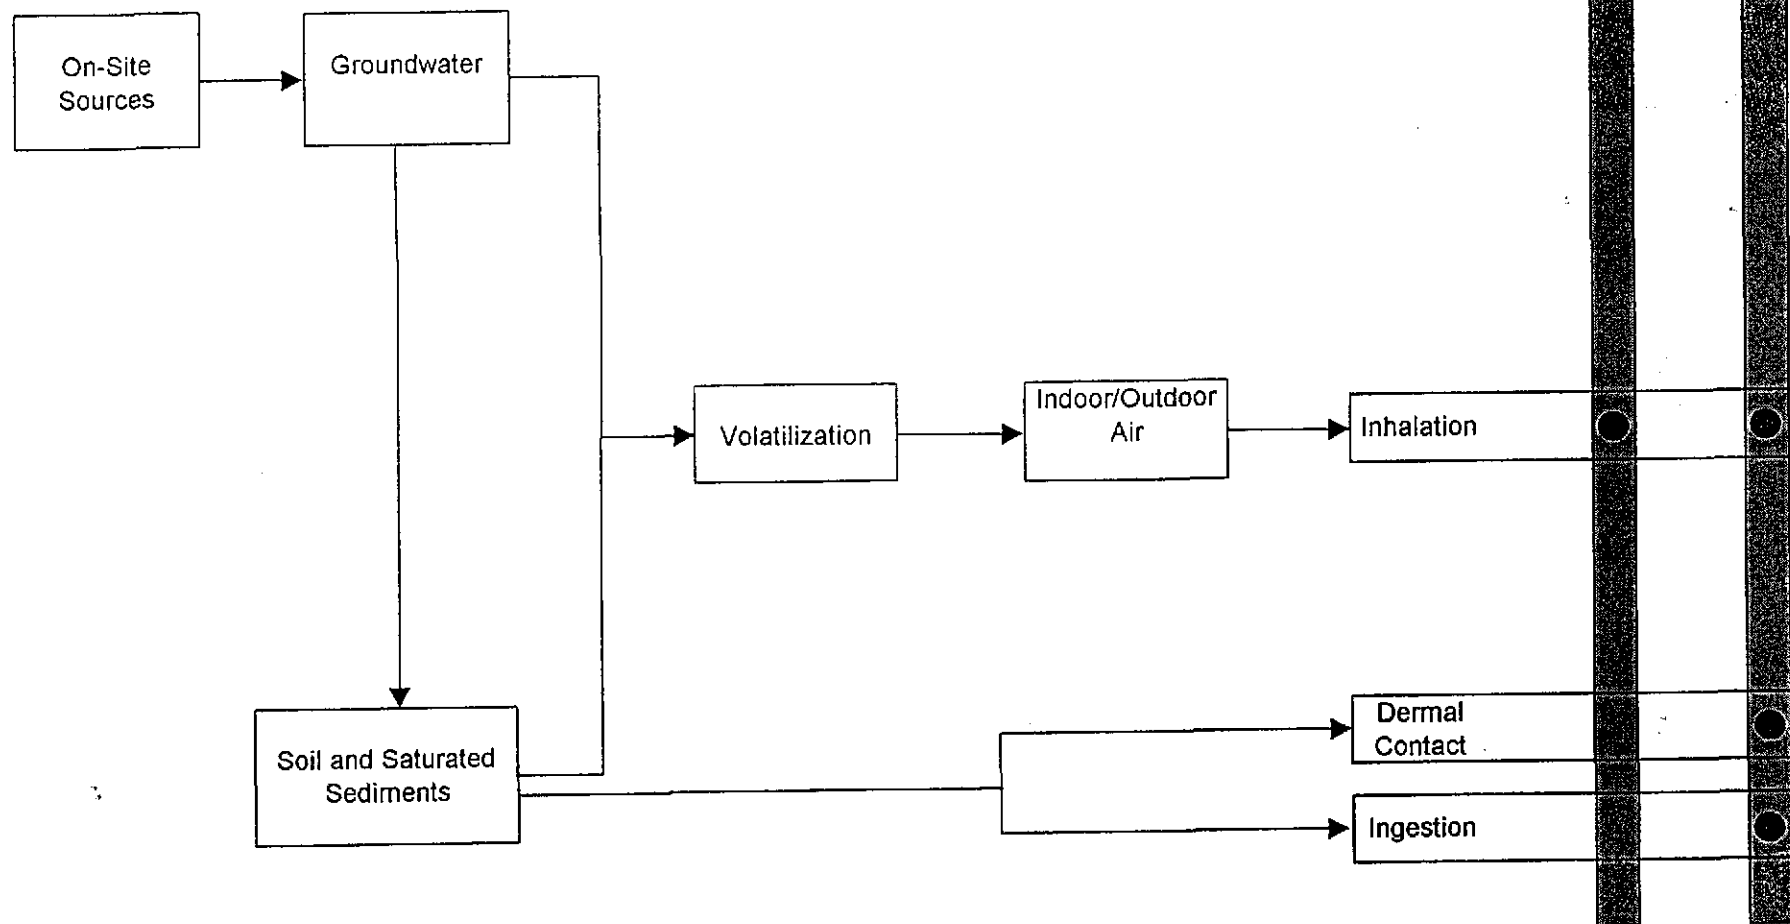 On-Site
Sources
Groundwater
Volatilization
Indoor/Outdoor
Air
Inhalation
Dermal
Contact
Soil and Saturated
Sediments
Ingestion